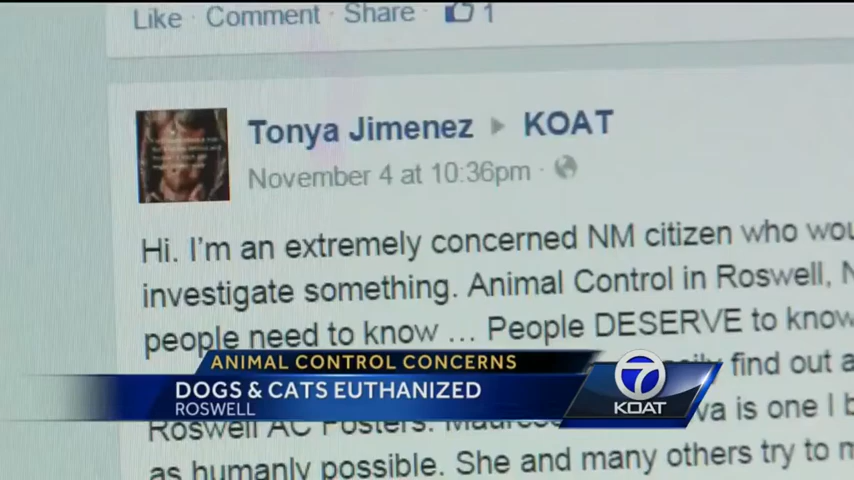 Like · Comment · Share · 1
Tonya Jimenez ▸ KOAT
November 4 at 10:36pm ·
Hi. I'm an extremely concerned NM citizen who wou
investigate something. Animal Control in Roswell, N
people need to know ... People DESERVE to know
find out a
ANIMAL CONTROL CONCERNS
DOGS & CATS EUTHANIZED
ROSWELL
7
KOAT
Roswell AC Posters. va is one I b
as humanly possible. She and many others try to m